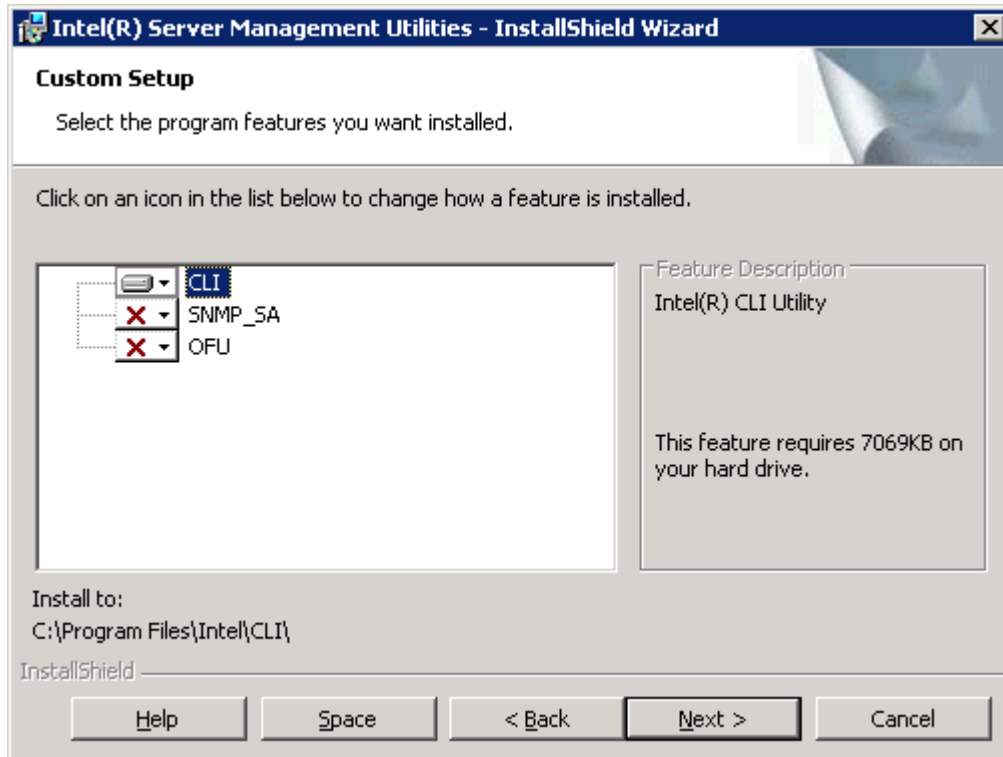 Intel(R) Server Management Utilities - InstallShield Wizard
Custom Setup
Select the program features you want installed.
Click on an icon in the list below to change how a feature is installed.
CLI
SNMP_SA
OFU
Feature Description
Intel(R) CLI Utility
This feature requires 7069KB on
your hard drive.
Install to:
C:\Program Files\Intel\CLI\
InstallShield
Help
Space
< Back
Next >
Cancel